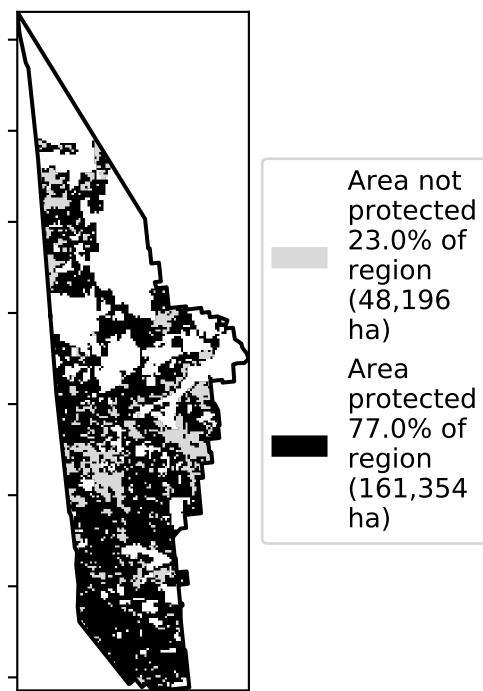 Area not
protected
23.0% of
region
(48,196
ha)
Area
protected
77.0% of
region
(161,354
ha)